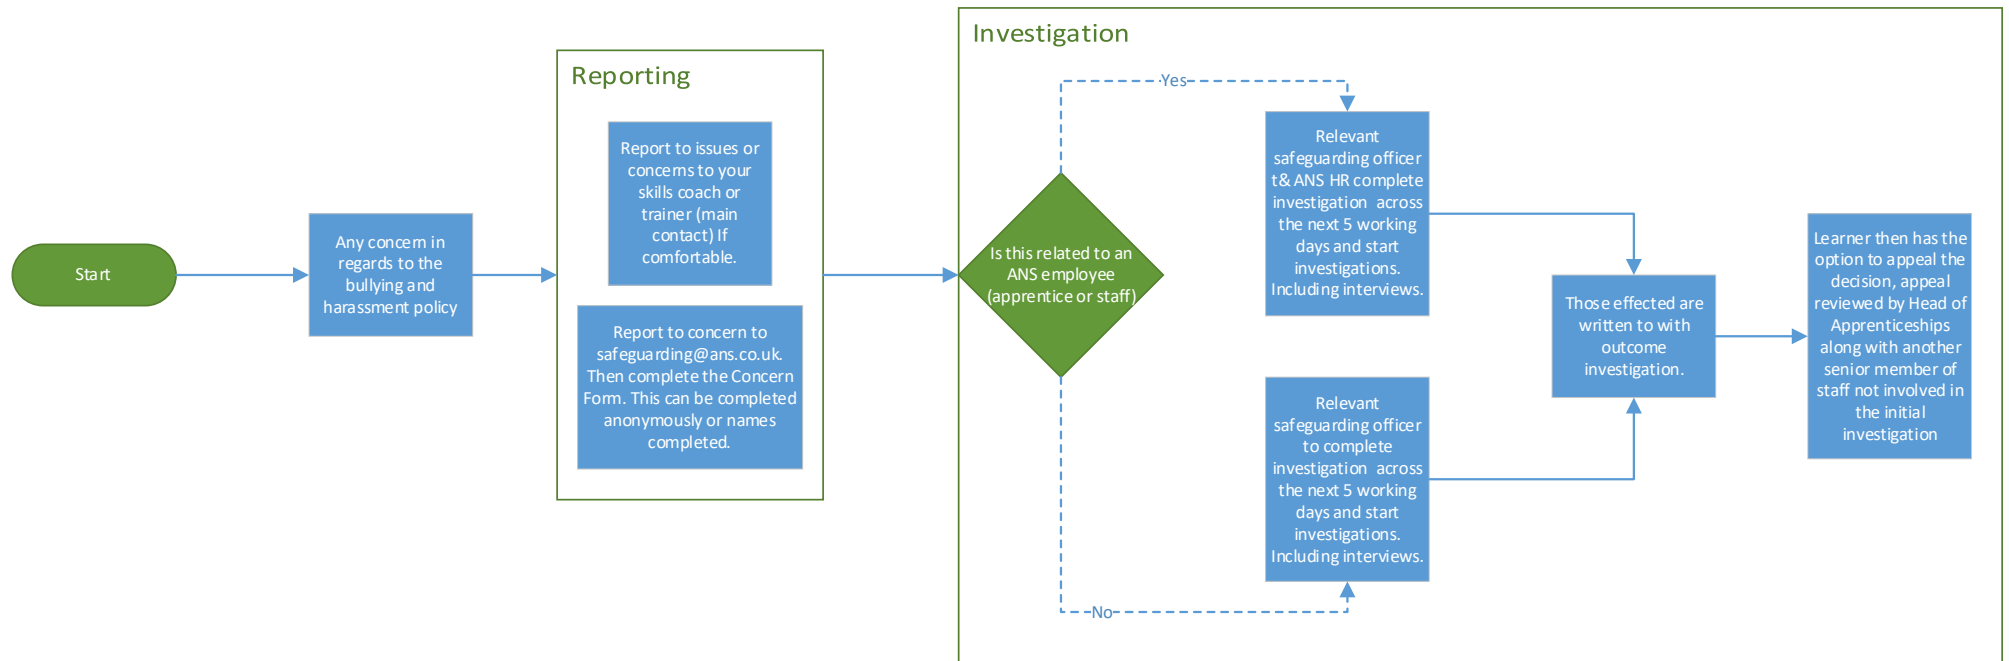 Start
Any concern in
regards to the
bullying and
harassment policy
Reporting
Report to issues or
concerns to your
skills coach or
trainer (main
contact) If
comfortable.
Report to concern to
safeguarding@ans.co.uk.
Then complete the Concern
Form. This can be completed
anonymously or names
completed.
Investigation
Is this related to an
ANS employee
(apprentice or staff)
Yes
Relevant
safeguarding officer
t& ANS HR complete
investigation across
the next 5 working
days and start
investigations.
Including interviews.
No
Relevant
safeguarding officer
to complete
investigation across
the next 5 working
days and start
investigations.
Including interviews.
Those effected are
written to with
outcome
investigation.
Learner then has the
option to appeal the
decision, appeal
reviewed by Head of
Apprenticeships
along with another
senior member of
staff not involved in
the initial
investigation